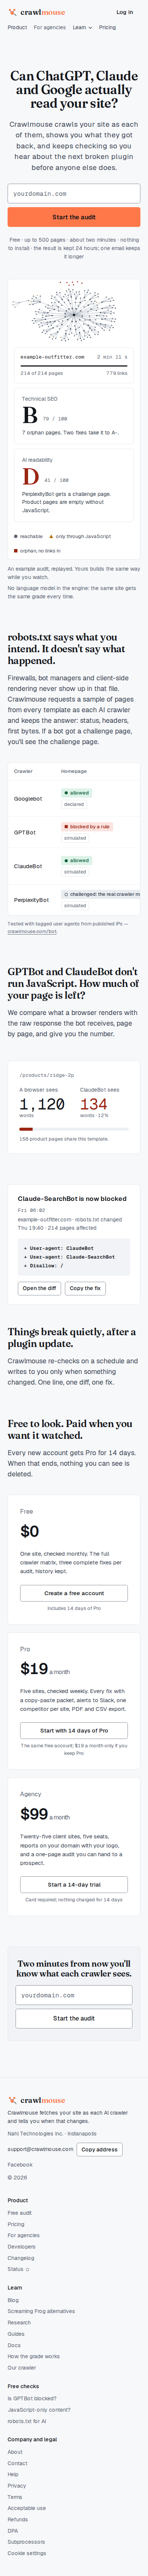 crawlmouse
Log in
Product
For agencies
Learn
Pricing
Can ChatGPT, Claude
and Google actually
read your site?
Crawlmouse crawls your site as each
of them, shows you what they got
back, and keeps checking so you
hear about the next broken plugin
before anyone else does.
yourdomain.com
Start the audit
Free · up to 500 pages · about two minutes · nothing
to install · the result is kept 24 hours; one email keeps
it longer
example-outfitter.com
2 min 11 s
214 of 214 pages
779 links
Technical SEO
B 79 / 100
7 orphan pages. Two fixes take it to A-.
AI readability
D 41 / 100
PerplexityBot gets a challenge page.
Product pages are empty without
JavaScript.
reachable
only through JavaScript
orphan, no links in
An example audit, replayed. Yours builds the same way
while you watch.
No language model in the engine: the same site gets
the same grade every time.
robots.txt says what you
intend. It doesn't say what
happened.
Firewalls, bot managers and client-side
rendering never show up in that file.
Crawlmouse requests a sample of pages
from every template as each AI crawler
and keeps the answer: status, headers,
first bytes. If a bot got a challenge page,
you'll see the challenge page.
Crawler
Homepage
Googlebot
allowed
declared
GPTBot
blocked by a rule
simulated
ClaudeBot
allowed
simulated
PerplexityBot
challenged: the real crawler m
simulated
Tested with tagged user agents from published IPs —
crawlmouse.com/bot.
GPTBot and ClaudeBot don't
run JavaScript. How much of
your page is left?
We compare what a browser renders with
what the raw response the bot receives, page
by page, and give you the number.
/products/ridge-2p
A browser sees
1,120
words
ClaudeBot sees
134
words · 12%
158 product pages share this template.
Claude-SearchBot is now blocked
Fri 06:02
example-outfitter.com · robots.txt changed
Thu 19:40 · 214 pages affected
+ User-agent: ClaudeBot
+ User-agent: Claude-SearchBot
+ Disallow: /
Open the diff
Copy the fix
Things break quietly, after a
plugin update.
Crawlmouse re-checks on a schedule and
writes to you only when something
changed. One line, one diff, one fix.
Free to look. Paid when you
want it watched.
Every new account gets Pro for 14 days.
When that ends, nothing you can see is
deleted.
Free
$0
One site, checked monthly. The full
crawler matrix, three complete fixes per
audit, history kept.
Create a free account
Includes 14 days of Pro
Pro
$19 a month
Five sites, checked weekly. Every fix with
a copy-paste packet, alerts to Slack, one
competitor per site, PDF and CSV export.
Start with 14 days of Pro
The same free account; $19 a month only if you
keep Pro
Agency
$99 a month
Twenty-five client sites, five seats,
reports on your domain with your logo,
and a one-page audit you can hand to a
prospect.
Start a 14-day trial
Card required; nothing charged for 14 days
Two minutes from now you'll
know what each crawler sees.
yourdomain.com
Start the audit
crawlmouse
Crawlmouse fetches your site as each AI crawler
and tells you when that changes.
Nahl Technologies Inc. · Indianapolis
support@crawlmouse.com
Copy address
Facebook
© 2026
Product
Free audit
Pricing
For agencies
Developers
Changelog
Status
Learn
Blog
Screaming Frog alternatives
Research
Guides
Docs
How the grade works
Our crawler
Free checks
Is GPTBot blocked?
JavaScript-only content?
robots.txt for AI
Company and legal
About
Contact
Help
Privacy
Terms
Acceptable use
Refunds
DPA
Subprocessors
Cookie settings